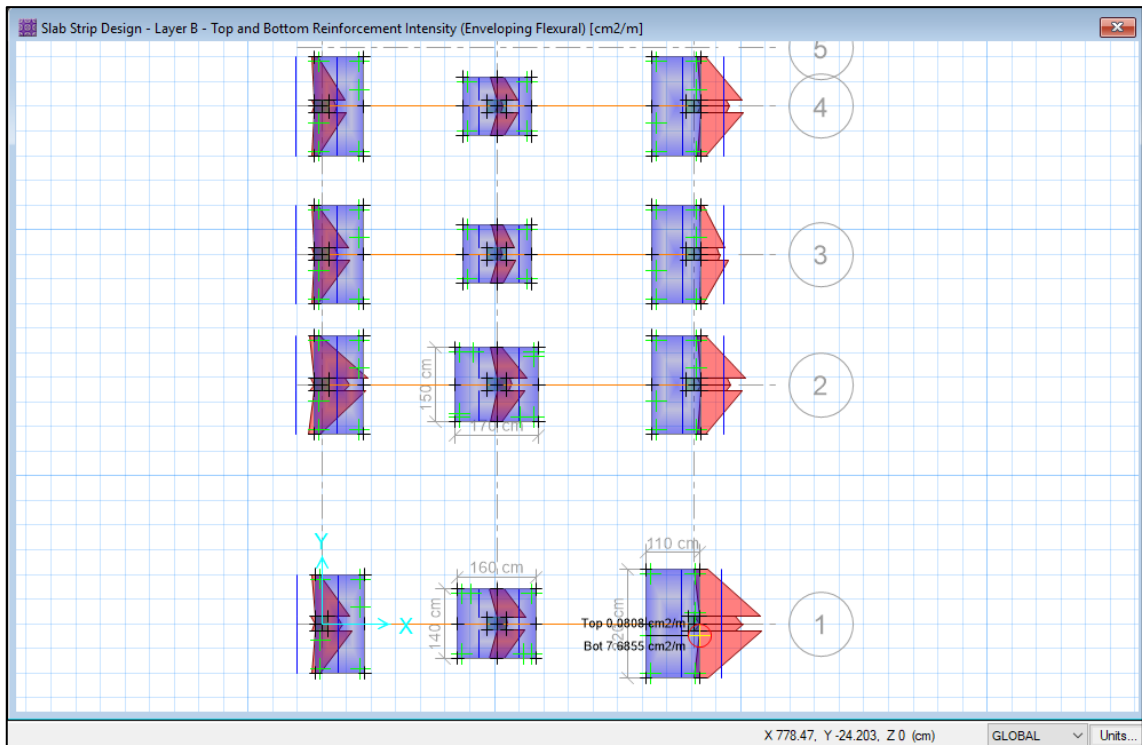 Slab Strip Design - Layer B - Top and Bottom Reinforcement Intensity (Enveloping Flexural) [cm2/m]
5
4
3
150 cm
2
170 cm
Y
110 cm
160 cm
140 cm
X
Top 0.0808 cm2/m
Bot 7.6855 cm2/m
1
X 778.47, Y -24.203, Z 0 (cm)
GLOBAL
Units...